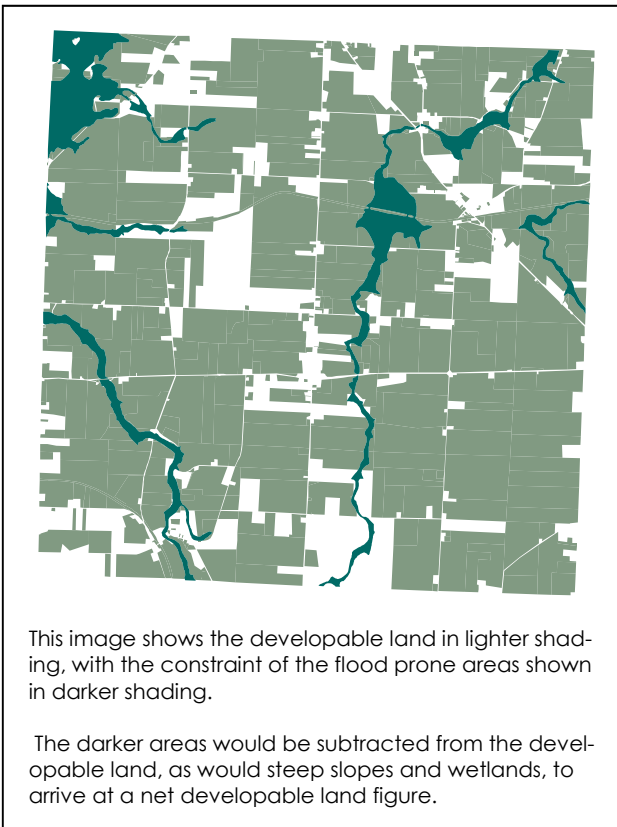 This image shows the developable land in lighter shad-
ing, with the constraint of the flood prone areas shown
in darker shading.
The darker areas would be subtracted from the devel-
opable land, as would steep slopes and wetlands, to
arrive at a net developable land figure.